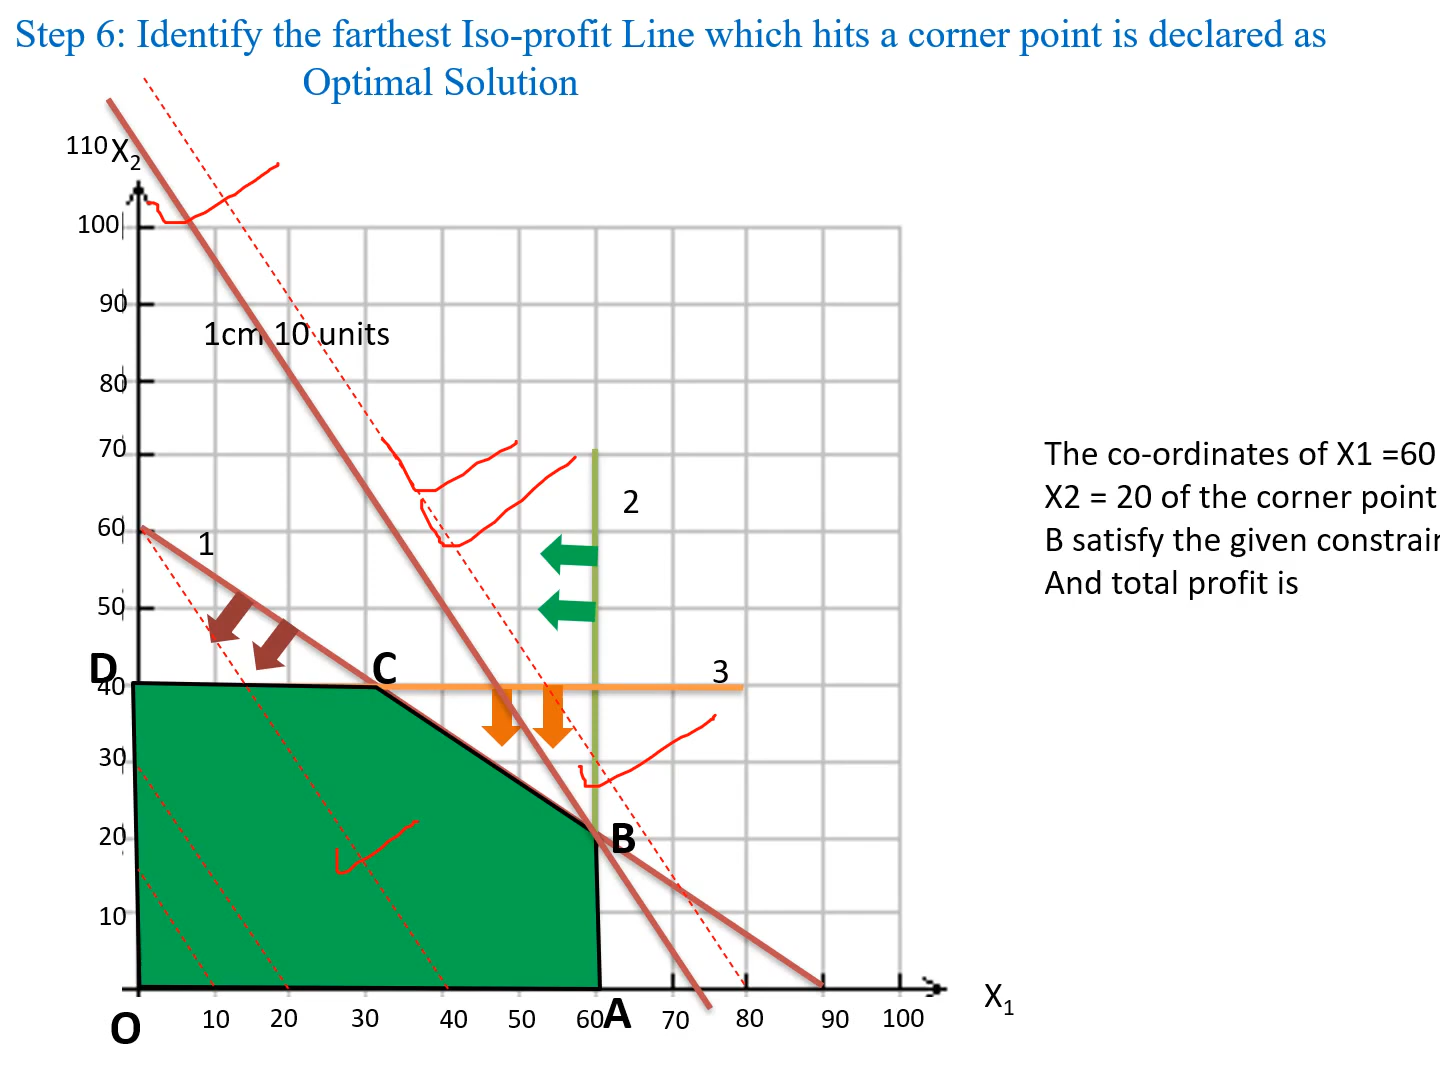 Step 6: Identify the farthest Iso-profit Line which hits a corner point is declared as
Optimal Solution
110
X2
100
90
1cm 10 units
80
70
The co-ordinates of X1 =60
X2 = 20 of the corner point
2
60
1
B satisfy the given constrain
And total profit is
50
D
C
3
40
30
20
B
10
X1
O
10 20 30 40 50 60 A 70 80 90 100